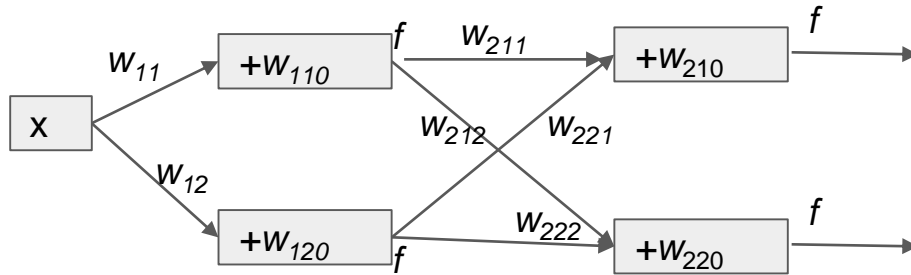 f
f
w₂₁₁
+w₁₁₀
+w₂₁₀
w₁₁
x
w₂₁₂
w₂₂₁
w₁₂
f
w₂₂₂
+w₁₂₀
+w₂₂₀
f